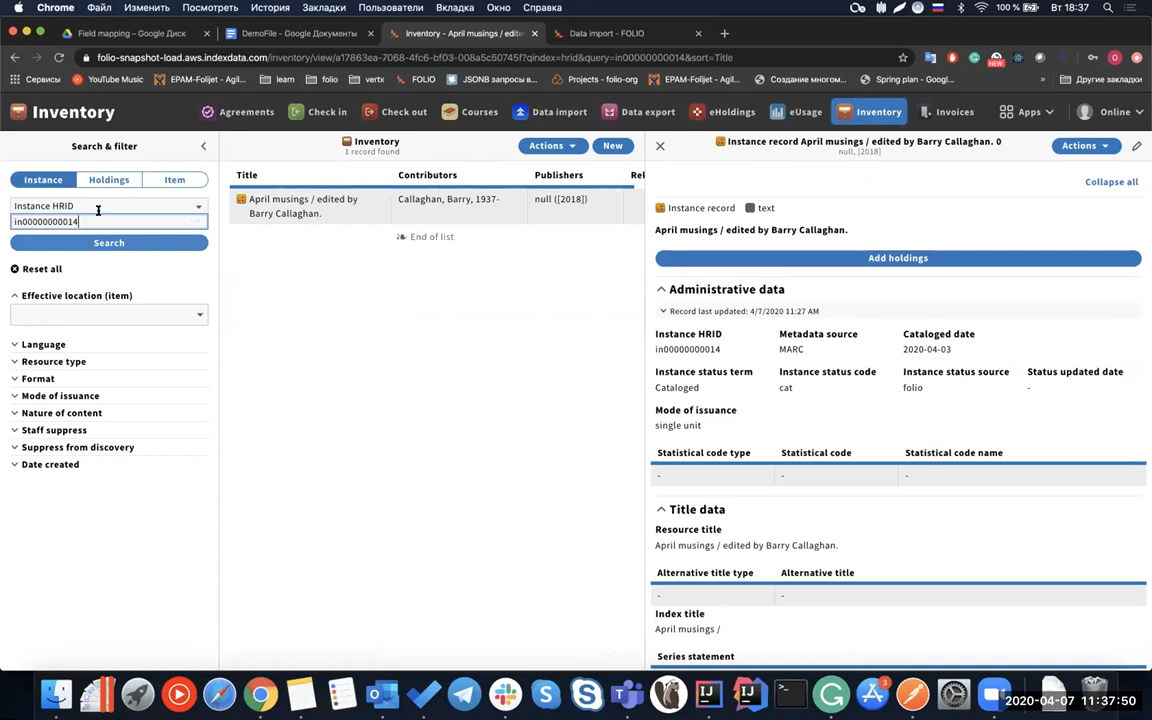 Chrome Файл Изменить Посмотреть История Закладки Пользователи Вкладка Окно Справка 100 % Вт 18:37
Field mapping – Google Диск DemoFile – Google Документы Inventory - April musings / edite Data import - FOLIO
folio-snapshot-load.aws.indexdata.com/inventory/view/a17863ea-7068-4fc6-bf03-008a5c50745f?qindex=hrid&query=in00000000014&sort=Title
Сервисы YouTube Music EPAM-Folijet - Agil... learn folio vertx FOLIO JSONB запросы в... Projects - folio-org EPAM-Folijet - Agil... Создание многом... Spring plan - Googl... Другие закладки
NEW
Inventory Agreements Check in Check out Courses Data import Data export eHoldings eUsage Inventory Invoices Apps Online
Search & filter
Instance Holdings Item
Instance HRID
in00000000014
Search
Reset all
Effective location (item)
Language
Resource type
Format
Mode of issuance
Nature of content
Staff suppress
Suppress from discovery
Date created
Inventory
1 record found
Actions New
Title Contributors Publishers Rel
April musings / edited by Barry Callaghan. Callaghan, Barry, 1937- null ([2018])
End of list
Instance record April musings / edited by Barry Callaghan. 0
null, [2018]
Actions
Collapse all
Instance record text
April musings / edited by Barry Callaghan.
Add holdings
Administrative data
Record last updated: 4/7/2020 11:27 AM
Instance HRID Metadata source Cataloged date
in00000000014 MARC 2020-04-03
Instance status term Instance status code Instance status source Status updated date
Cataloged cat folio -
Mode of issuance
single unit
Statistical code type Statistical code Statistical code name
- - -
Title data
Resource title
April musings / edited by Barry Callaghan.
Alternative title type Alternative title
- -
Index title
April musings /
Series statement
3
2020-04-07 11:37:50